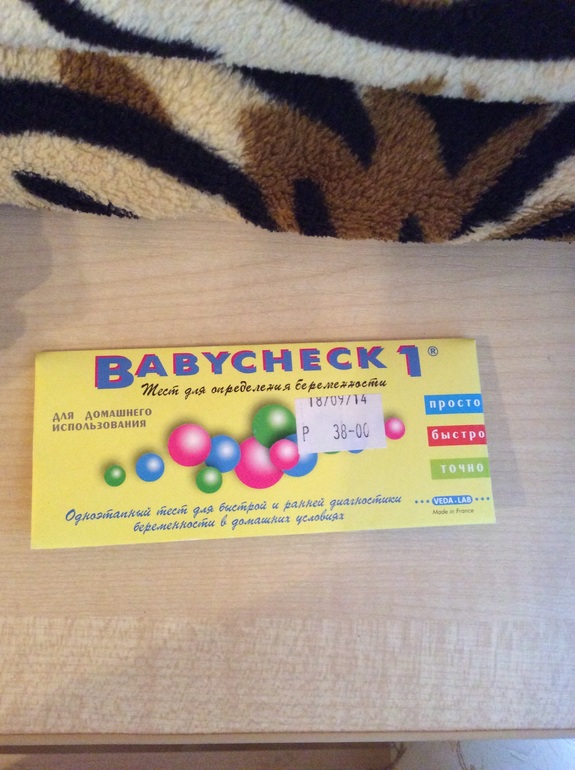 BABYCHECK 1®
Тест для определения беременности
ДЛЯ ДОМАШНЕГО
ИСПОЛЬЗОВАНИЯ
18/09/14
Р 38-00
просто
быстро
точно
Одноэтапный тест для быстрой и ранней диагностики
беременности в домашних условиях
VEDA.LAB
Made in France